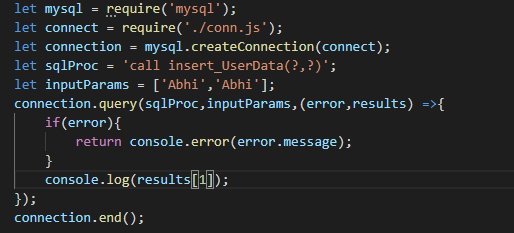 let mysql = require('mysql');
let connect = require('./conn.js');
let connection = mysql.createConnection(connect);
let sqlProc = 'call insert_UserData(?,?)';
let inputParams = ['Abhi','Abhi'];
connection.query(sqlProc,inputParams,(error,results) =>{
    if(error){
        return console.error(error.message);
    }
    console.log(results[1]);
});
connection.end();